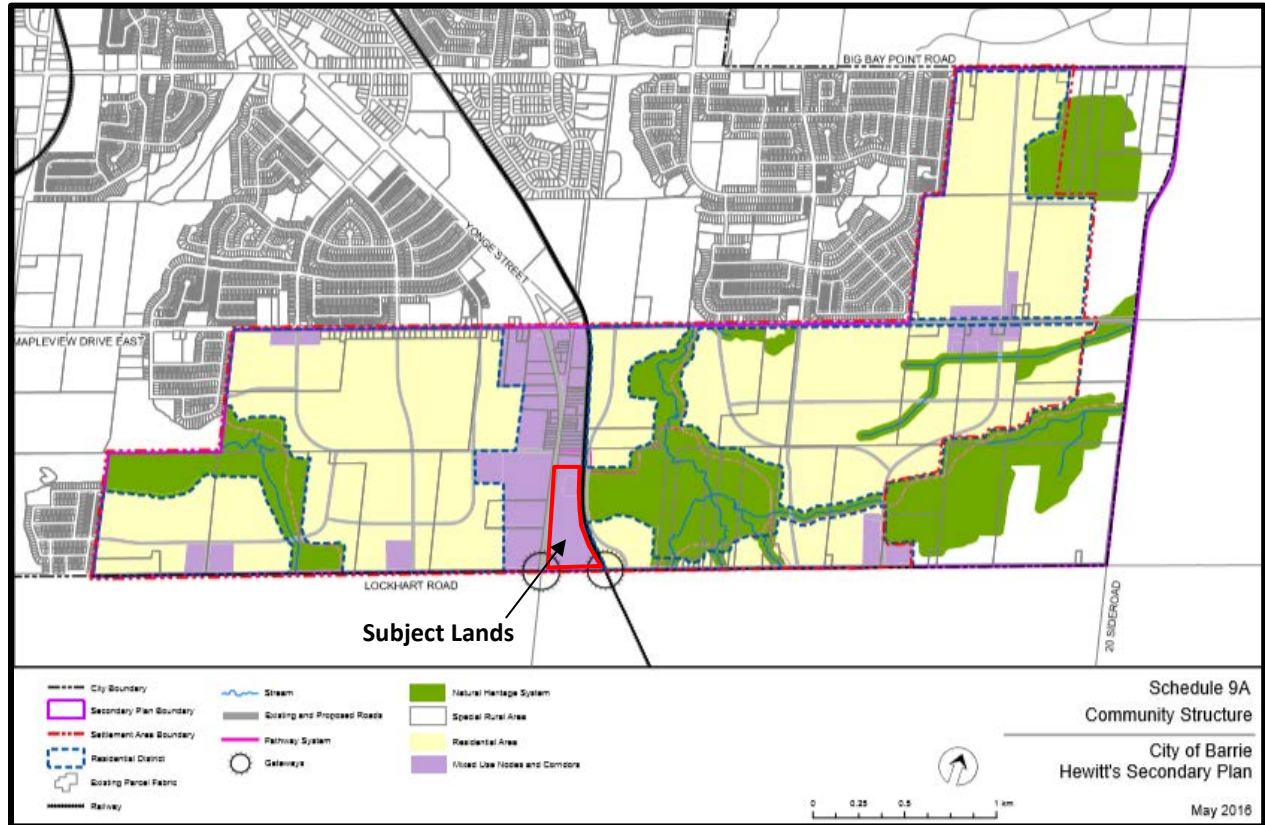 BIG BAY POINT ROAD
YONGE STREET
MAPLEVIEW DRIVE EAST
LOCKHART ROAD
20 SIDEROAD
Subject Lands
City Boundary
Secondary Plan Boundary
Settlement Area Boundary
Residential District
Existing Parcel Fabric
Railway
Stream
Existing and Proposed Roads
Pathway System
Gateways
Natural Heritage System
Special Rural Area
Residential Area
Mixed Use Nodes and Corridors
0 0.25 0.5 1 km
Schedule 9A
Community Structure
City of Barrie
Hewitt's Secondary Plan
May 2016